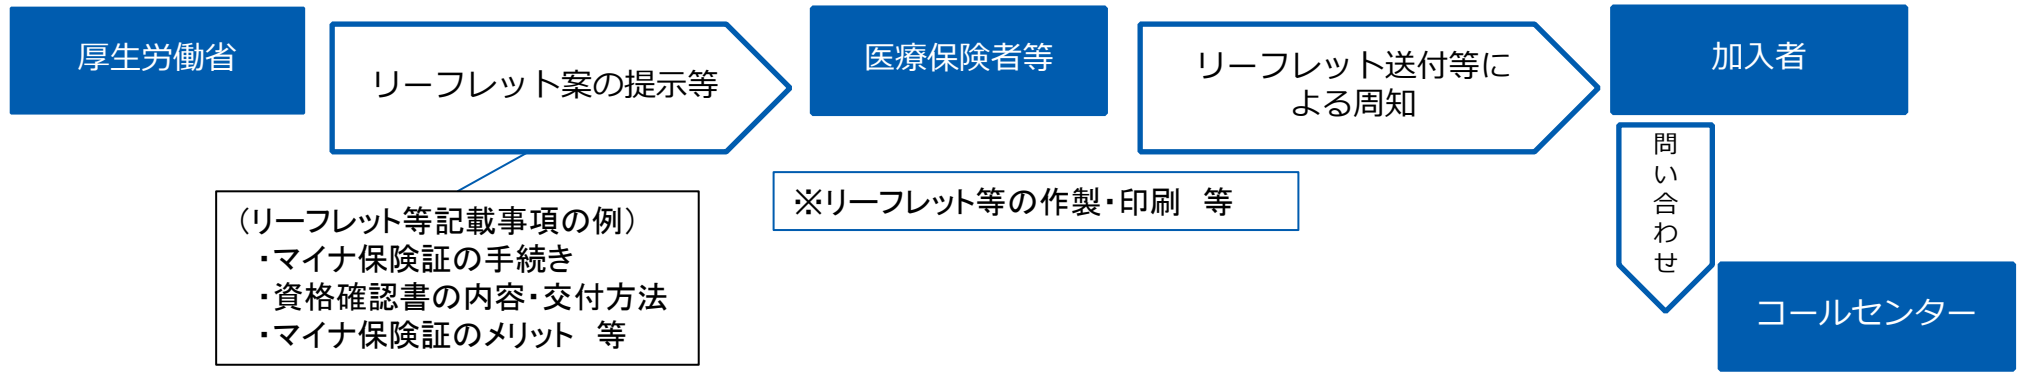 厚生労働省
リーフレット案の提示等
医療保険者等
リーフレット送付等に
よる周知
加入者
(リーフレット等記載事項の例)
・マイナ保険証の手続き
・資格確認書の内容・交付方法
・マイナ保険証のメリット　等
※リーフレット等の作製・印刷　等
問い合わせ
コールセンター